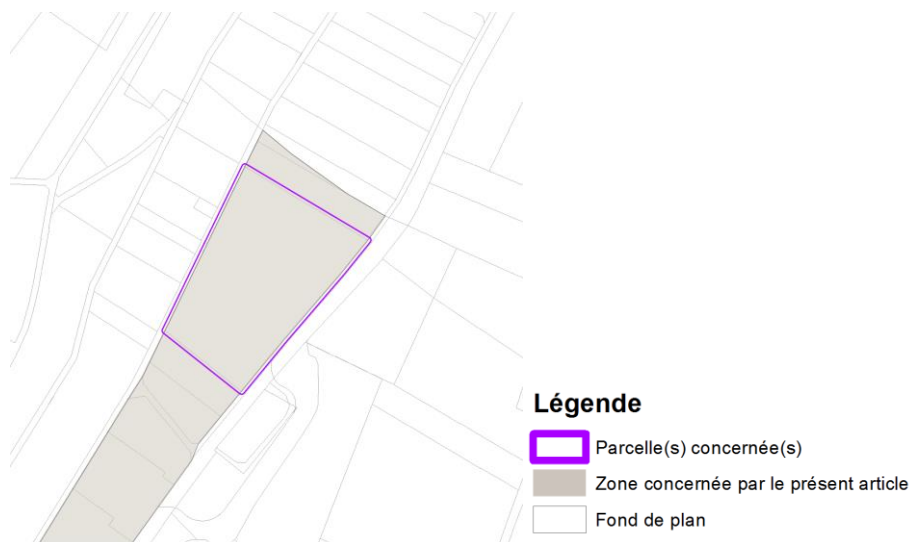 Légende
Parcelle(s) concernée(s)
Zone concernée par le présent article
Fond de plan